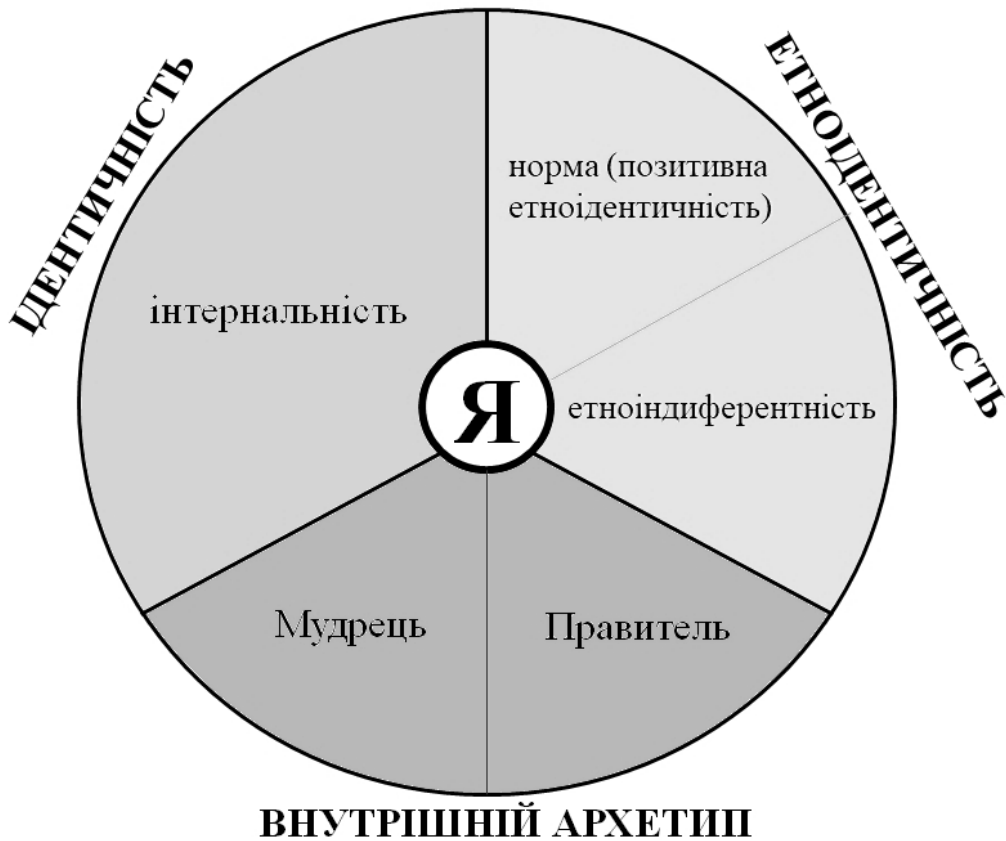 ІДЕНТИЧНІСТЬ
ЕТНОІДЕНТИЧНІСТЬ
норма (позитивна
етноідентичність)
інтернальність
Я
етноіндиферентність
Мудрець
Правитель
ВНУТРІШНІЙ АРХЕТИП